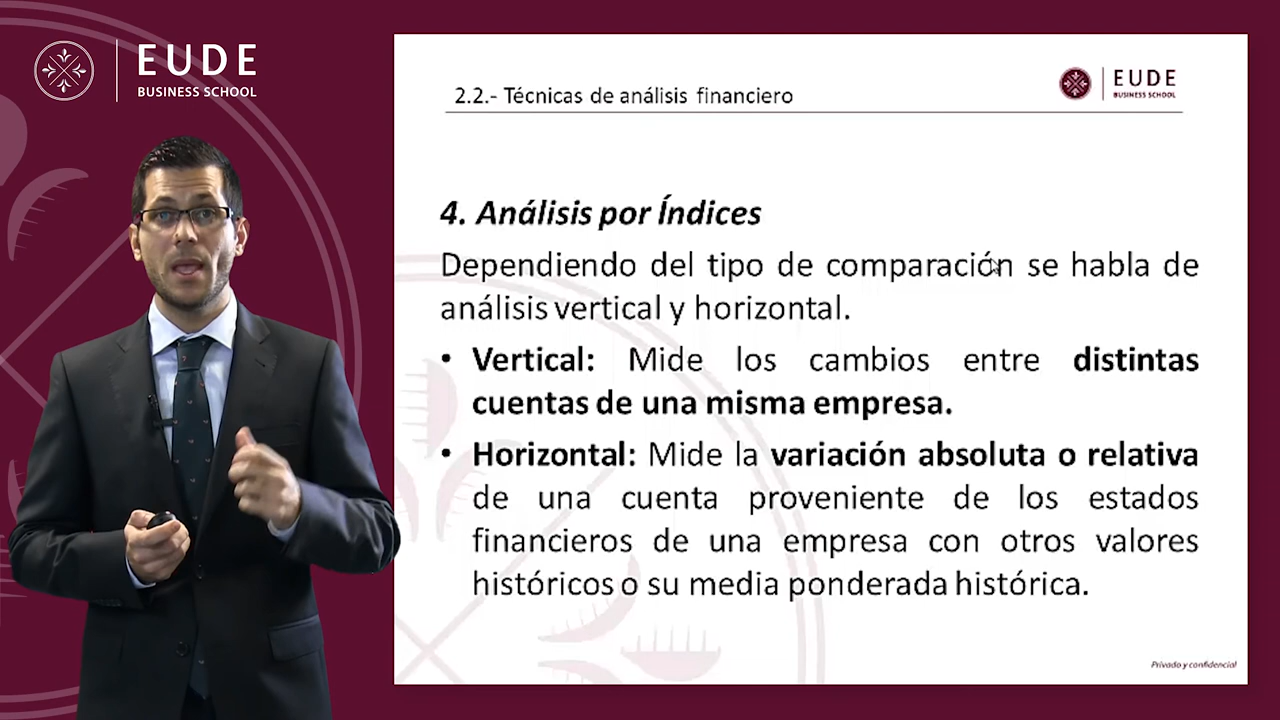 EUDE
BUSINESS SCHOOL
2.2.- Técnicas de análisis financiero
EUDE
BUSINESS SCHOOL
4. Análisis por Índices
Dependiendo del tipo de comparación se habla de
análisis vertical y horizontal.
• Vertical: Mide los cambios entre distintas
cuentas de una misma empresa.
• Horizontal: Mide la variación absoluta o relativa
de una cuenta proveniente de los estados
financieros de una empresa con otros valores
históricos o su media ponderada histórica.
Privado y confidencial